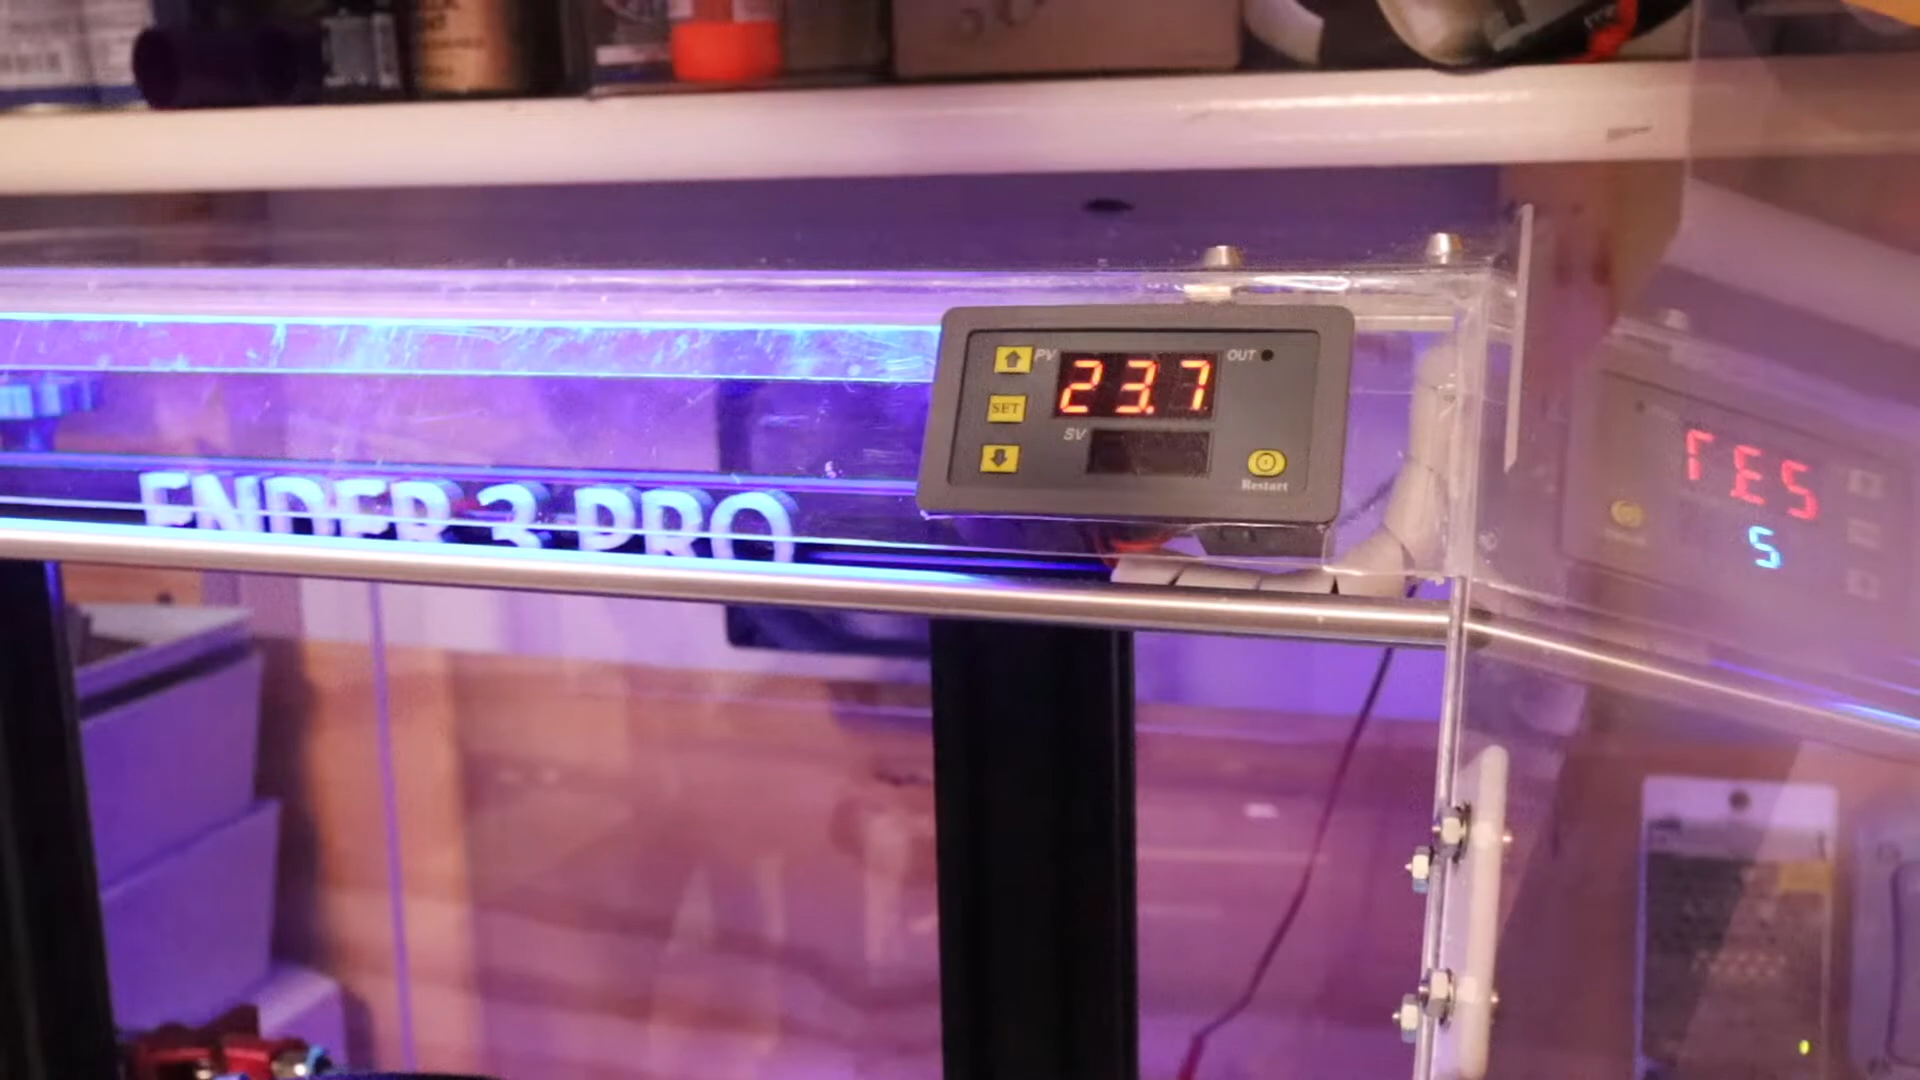 PV
OUT
23.7
SET
SV
Restart
ENDER 3 PRO